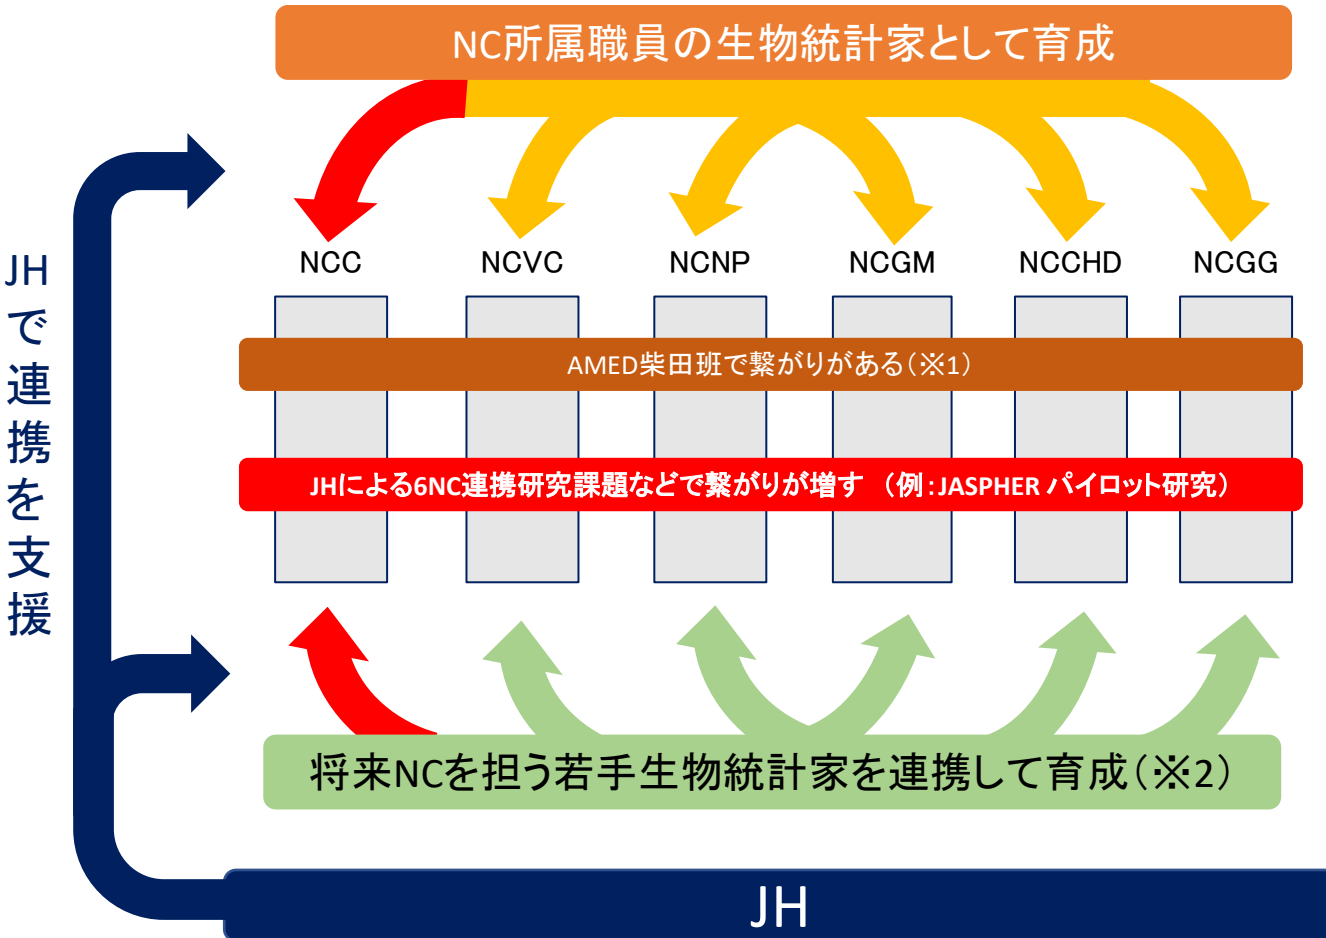 NC所属職員の生物統計家として育成
NCC
NCVC
NCNP
NCGM
NCCHD
NCGG
AMED柴田班で繋がりがある（※1）
JHによる6NC連携研究課題などで繋がりが増す （例：JASPHER パイロット研究）
JHで連携を支援
将来NCを担う若手生物統計家を連携して育成（※2）
JH